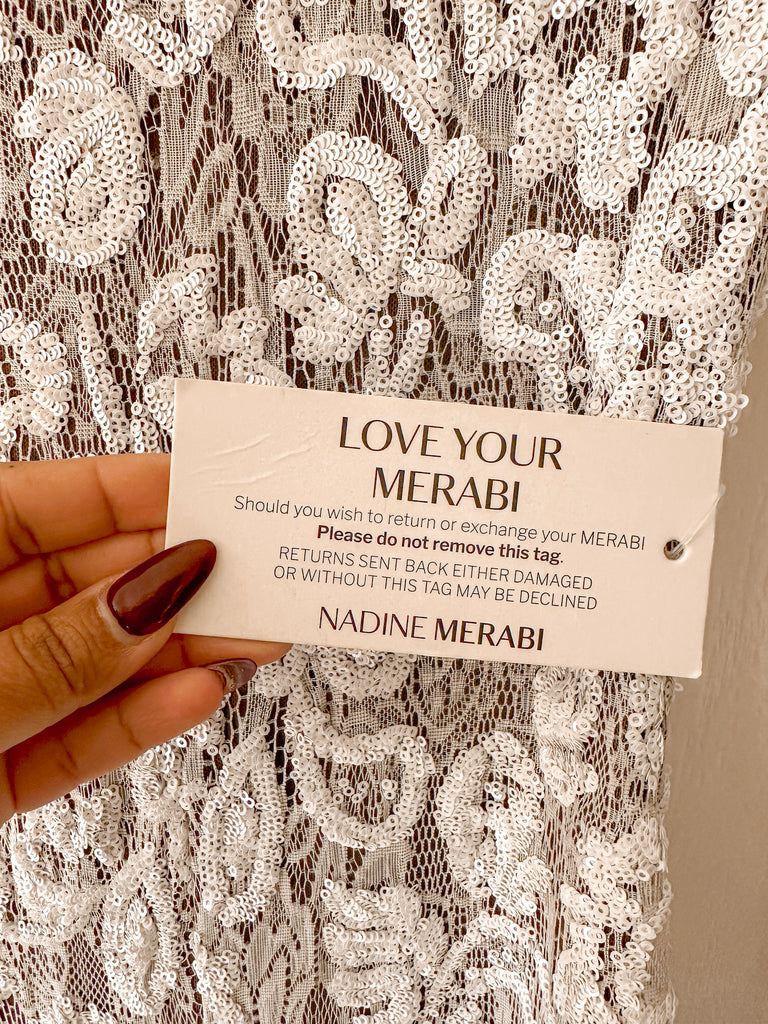 LOVE YOUR
MERABI
Should you wish to return or exchange your MERABI
Please do not remove this tag.
RETURNS SENT BACK EITHER DAMAGED
OR WITHOUT THIS TAG MAY BE DECLINED
NADINE MERABI